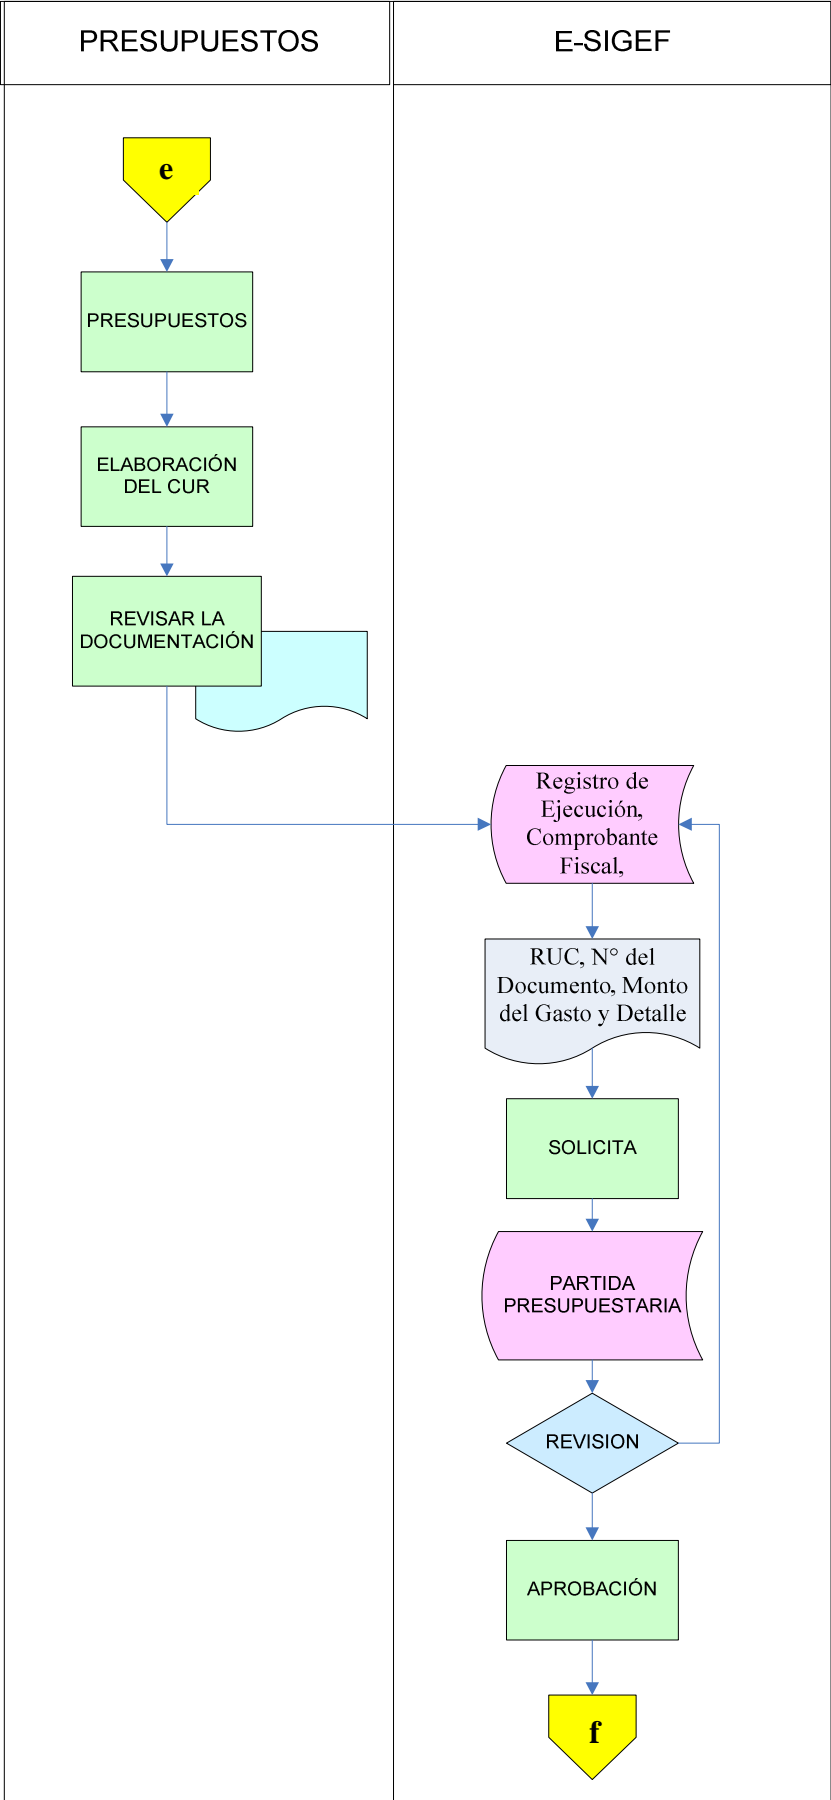 PRESUPUESTOS
E-SIGEF
e
PRESUPUESTOS
ELABORACIÓN
DEL CUR
REVISAR LA
DOCUMENTACIÓN
Registro de
Ejecución,
Comprobante
Fiscal,
RUC, N° del
Documento, Monto
del Gasto y Detalle
SOLICITA
PARTIDA
PRESUPUESTARIA
REVISION
APROBACIÓN
f